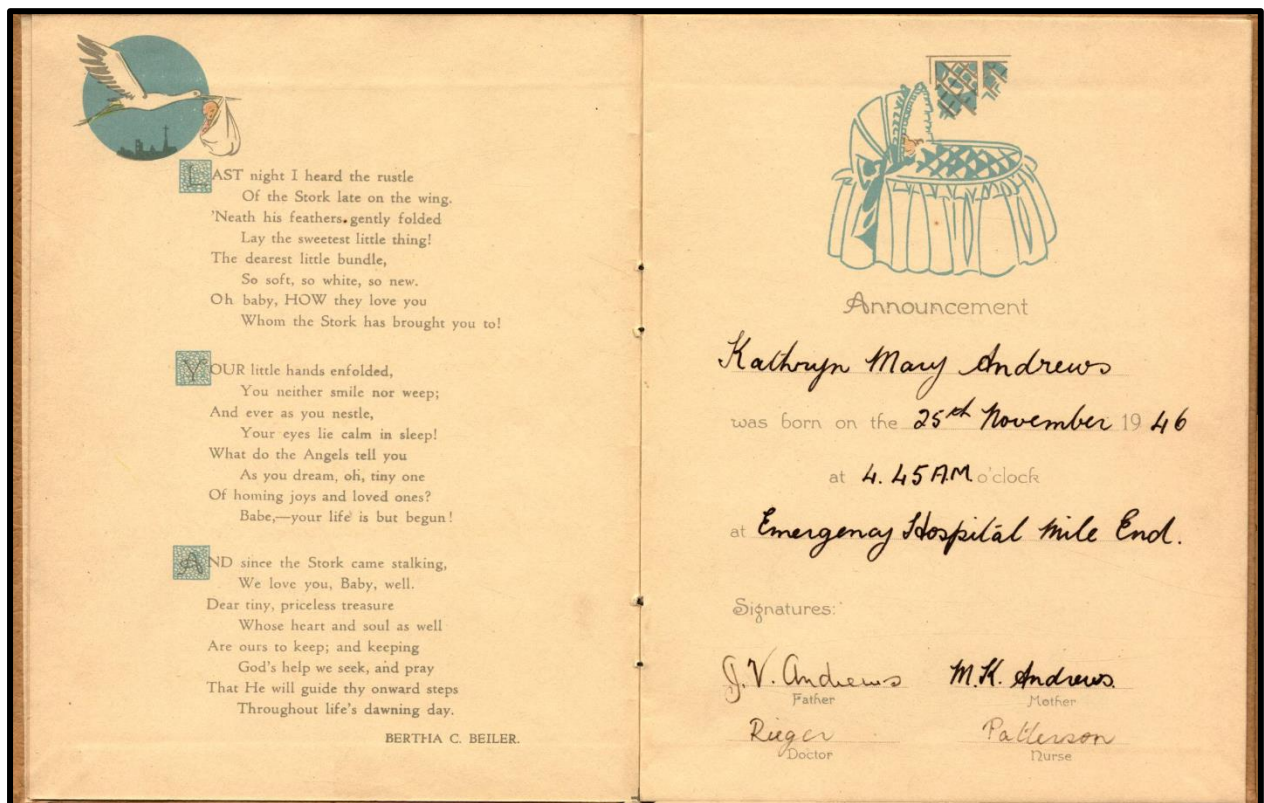 LAST night I heard the rustle
Of the Stork late on the wing.
'Neath his feathers gently folded
Lay the sweetest little thing!
The dearest little bundle,
So soft, so white, so new.
Oh baby, HOW they love you
Whom the Stork has brought you to!
YOUR little hands enfolded,
You neither smile nor weep;
And ever as you nestle,
Your eyes lie calm in sleep!
What do the Angels tell you
As you dream, oh, tiny one
Of homing joys and loved ones?
Babe,—your life is but begun!
AND since the Stork came stalking,
We love you, Baby, well.
Dear tiny, priceless treasure
Whose heart and soul as well
Are ours to keep; and keeping
God's help we seek, and pray
That He will guide thy onward steps
Throughout life's dawning day.
BERTHA C. BEILER.
Announcement
Kathryn Mary Andrews
was born on the 25th November 1946
at 4.45 AM o'clock
at Emergency Hospital Mile End.
Signatures:
J.V. Andrews M.K. Andrews.
Father Mother
Rieger Patterson
Doctor Nurse